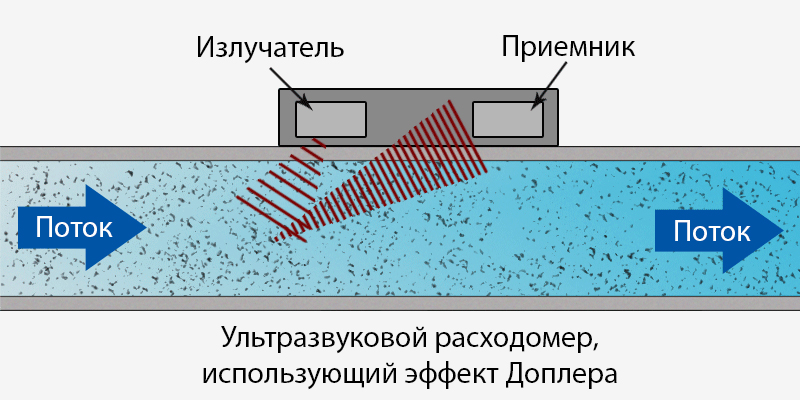 Излучатель
Приемник
Поток
Поток
Ультразвуковой расходомер,
использующий эффект Доплера